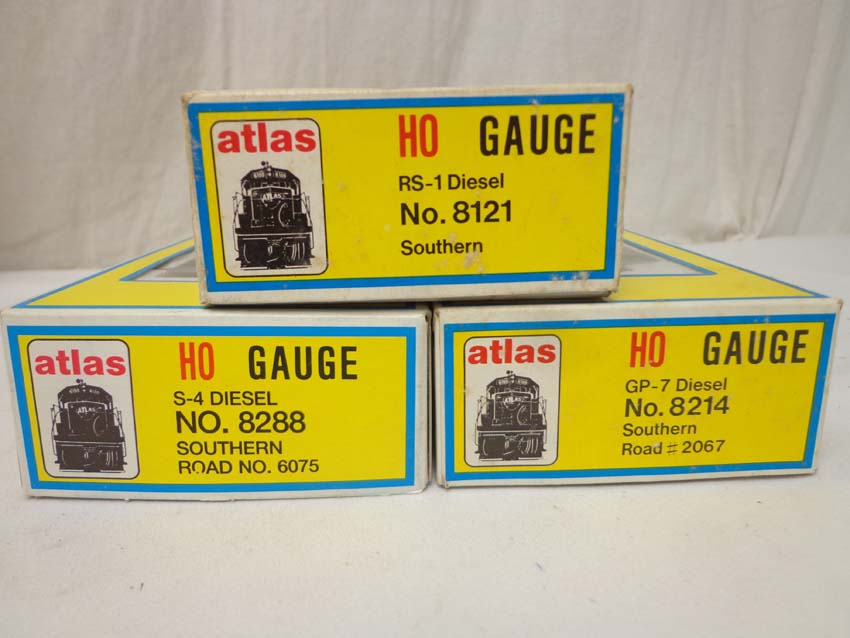 atlas
HO GAUGE
RS-1 Diesel
No. 8121
Southern
atlas
HO GAUGE
S-4 DIESEL
NO. 8288
SOUTHERN
ROAD NO. 6075
atlas
HO GAUGE
GP-7 Diesel
No. 8214
Southern
Road # 2067